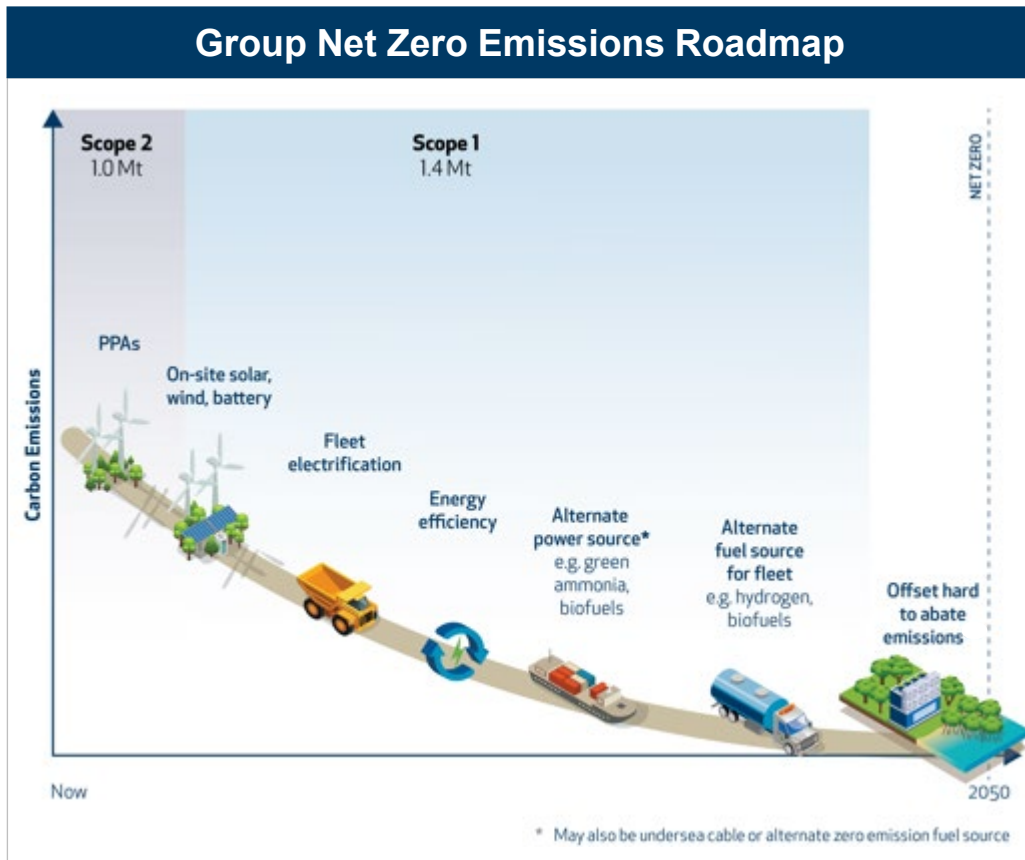 Group Net Zero Emissions Roadmap
Scope 2
1.0 Mt
Scope 1
1.4 Mt
NET ZERO
Carbon Emissions
PPAs
On-site solar,
wind, battery
Fleet
electrification
Energy
efficiency
Alternate
power source*
e.g. green
ammonia,
biofuels
Alternate
fuel source
for fleet
e.g. hydrogen,
biofuels
Offset hard
to abate
emissions
Now
2050
* May also be undersea cable or alternate zero emission fuel source